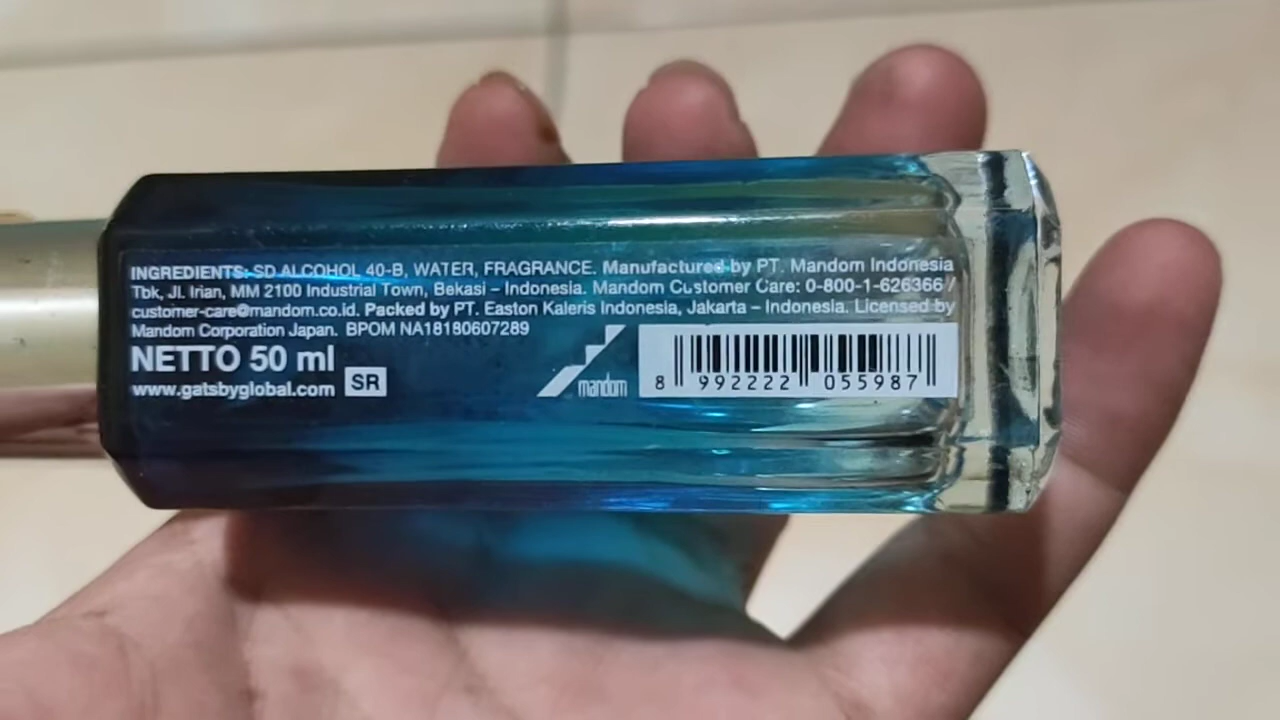 INGREDIENTS: SD ALCOHOL 40-B, WATER, FRAGRANCE. Manufactured by PT. Mandom Indonesia
Tbk, Jl. Irian, MM 2100 Industrial Town, Bekasi – Indonesia. Mandom Customer Care: 0-800-1-626366 /
customer-care@mandom.co.id. Packed by PT. Easton Kaleris Indonesia, Jakarta – Indonesia. Licensed by
Mandom Corporation Japan. BPOM NA18180607289
NETTO 50 ml
www.gatsbyglobal.com SR
mandom
8 992222 055987